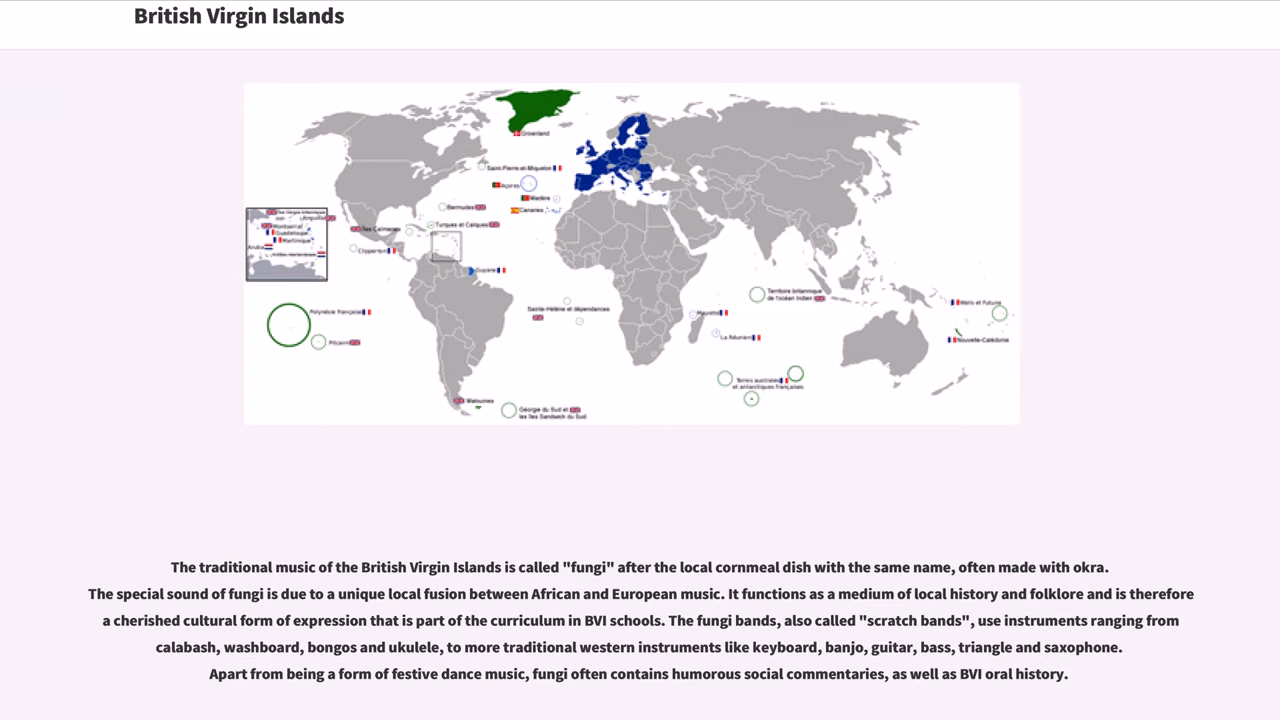 British Virgin Islands
Groenland
Saint-Pierre et-Miquelon
Açores
Madère
Canaries
Bermudes
Îles Vierges britanniques
Anguilla
Montserrat
Guadeloupe
Martinique
Aruba
Antilles néerlandaises
Îles Caïmanes
Turques et Caïques
Clipperton
Guyane
Polynésie française
Pitcairn
Sainte-Hélène et dépendances
Territoire britannique
de l'océan Indien
Mayotte
La Réunion
Wallis et Futuna
Nouvelle-Calédonie
Terres australes
et antarctiques françaises
Malouines
Géorgie du Sud et
les îles Sandwich du Sud
The traditional music of the British Virgin Islands is called "fungi" after the local cornmeal dish with the same name, often made with okra.
The special sound of fungi is due to a unique local fusion between African and European music. It functions as a medium of local history and folklore and is therefore
a cherished cultural form of expression that is part of the curriculum in BVI schools. The fungi bands, also called "scratch bands", use instruments ranging from
calabash, washboard, bongos and ukulele, to more traditional western instruments like keyboard, banjo, guitar, bass, triangle and saxophone.
Apart from being a form of festive dance music, fungi often contains humorous social commentaries, as well as BVI oral history.